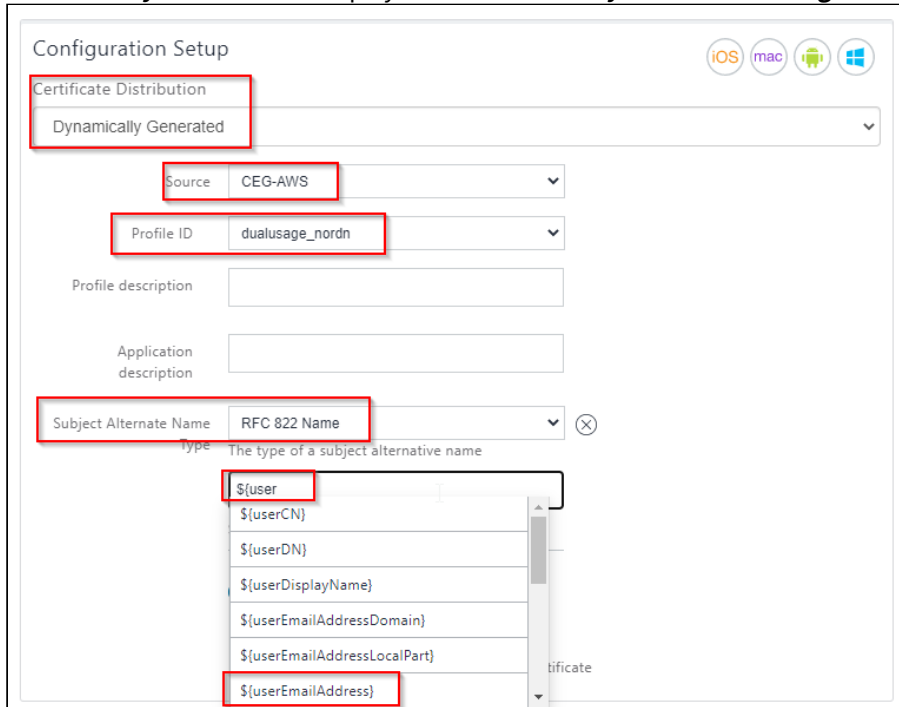 Configuration Setup
iOS mac
Certificate Distribution
Dynamically Generated
Source CEG-AWS
Profile ID dualusage_nordn
Profile description
Application
description
Subject Alternate Name RFC 822 Name
Type The type of a subject alternative name
${user
${userCN}
${userDN}
${userDisplayName}
${userEmailAddressDomain}
${userEmailAddressLocalPart}
tificate
${userEmailAddress}